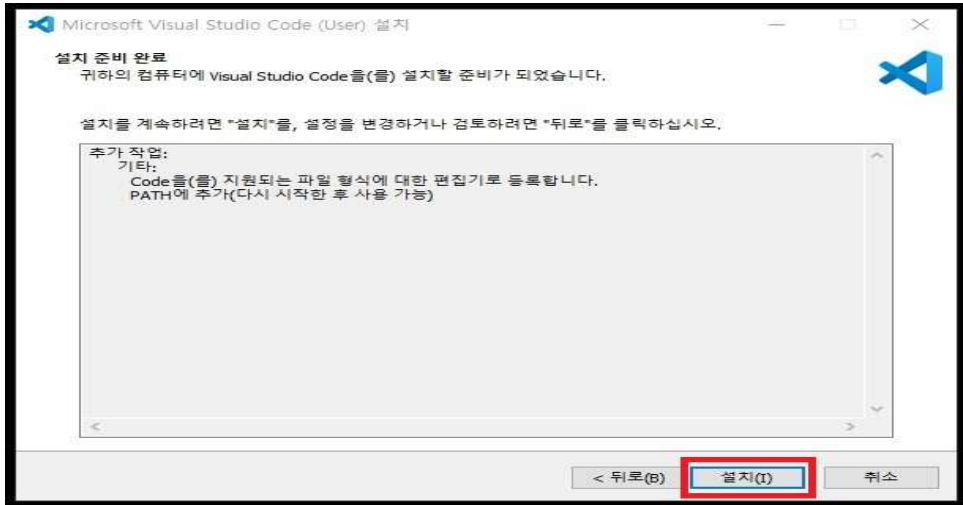 Microsoft Visual Studio Code (User) 설치
설치 준비 완료
귀하의 컴퓨터에 Visual Studio Code을(를) 설치할 준비가 되었습니다.
설치를 계속하려면 "설치"를, 설정을 변경하거나 검토하려면 "뒤로"를 클릭하십시오.
추가 작업:
기타:
Code을(를) 지원되는 파일 형식에 대한 편집기로 등록합니다.
PATH에 추가(다시 시작한 후 사용 가능)
< 뒤로(B)
설치(I)
취소